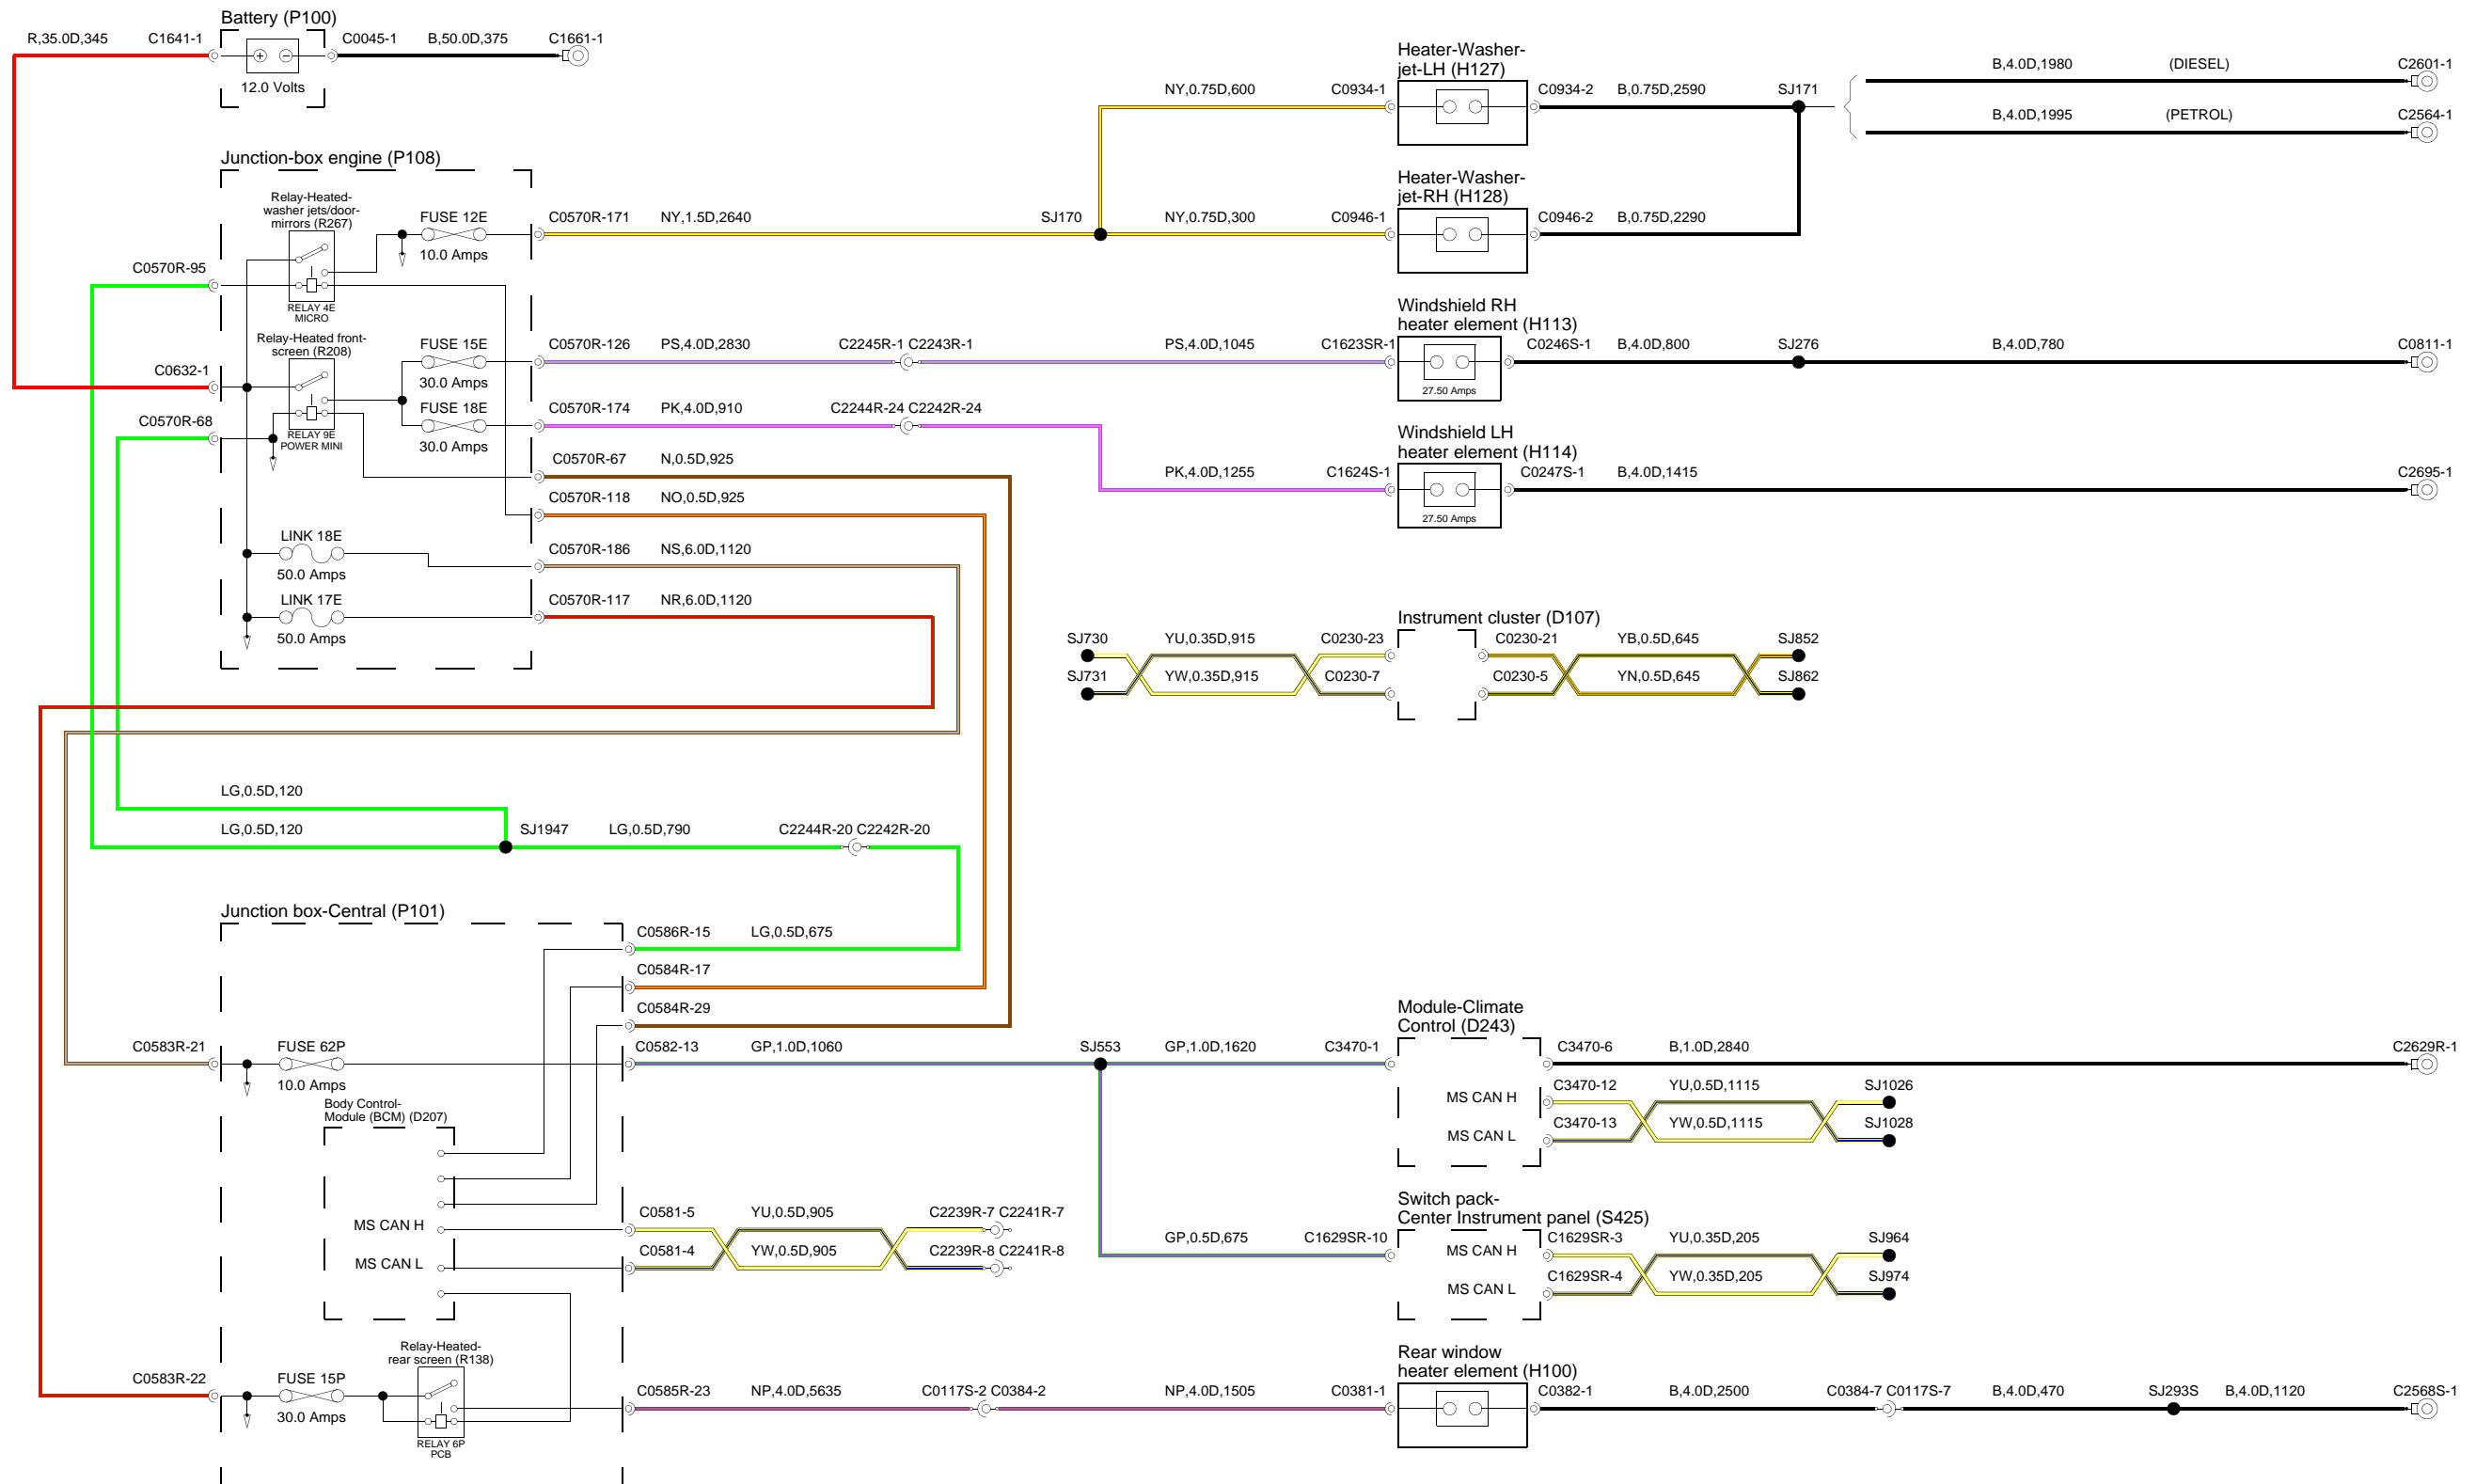 Battery (P100)
R,35.0D,345 C1641-1 C0045-1 B,50.0D,375 C1661-1
12.0 Volts
Heater-Washer-
jet-LH (H127)
NY,0.75D,600 C0934-1 C0934-2 B,0.75D,2590 SJ171
B,4.0D,1980 (DIESEL) C2601-1
B,4.0D,1995 (PETROL) C2564-1
Junction-box engine (P108)
Relay-Heated-
washer jets/door-
mirrors (R267)
FUSE 12E
10.0 Amps
C0570R-171 NY,1.5D,2640 SJ170
Heater-Washer-
jet-RH (H128)
NY,0.75D,300 C0946-1 C0946-2 B,0.75D,2290
C0570R-95
RELAY 4E
MICRO
Relay-Heated front-
screen (R208)
FUSE 15E
30.0 Amps
C0570R-126 PS,4.0D,2830 C2245R-1 C2243R-1 PS,4.0D,1045 C1623SR-1
Windshield RH
heater element (H113)
27.50 Amps
C0246S-1 B,4.0D,800 SJ276 B,4.0D,780 C0811-1
C0632-1
FUSE 18E
30.0 Amps
C0570R-174 PK,4.0D,910 C2244R-24 C2242R-24
C0570R-68
RELAY 9E
POWER MINI
Windshield LH
heater element (H114)
PK,4.0D,1255 C1624S-1 C0247S-1 B,4.0D,1415 C2695-1
27.50 Amps
C0570R-67 N,0.5D,925
C0570R-118 NO,0.5D,925
LINK 18E
50.0 Amps
C0570R-186 NS,6.0D,1120
LINK 17E
50.0 Amps
C0570R-117 NR,6.0D,1120
Instrument cluster (D107)
SJ730 YU,0.35D,915 C0230-23 C0230-21 YB,0.5D,645 SJ852
SJ731 YW,0.35D,915 C0230-7 C0230-5 YN,0.5D,645 SJ862
LG,0.5D,120
LG,0.5D,120 SJ1947 LG,0.5D,790 C2244R-20 C2242R-20
Junction box-Central (P101)
C0586R-15 LG,0.5D,675
C0584R-17
C0584R-29
C0583R-21 FUSE 62P
10.0 Amps
C0582-13 GP,1.0D,1060 SJ553 GP,1.0D,1620 C3470-1
Module-Climate
Control (D243)
C3470-6 B,1.0D,2840 C2629R-1
MS CAN H C3470-12 YU,0.5D,1115 SJ1026
MS CAN L C3470-13 YW,0.5D,1115 SJ1028
Body Control-
Module (BCM) (D207)
MS CAN H C0581-5 YU,0.5D,905 C2239R-7 C2241R-7
MS CAN L C0581-4 YW,0.5D,905 C2239R-8 C2241R-8
Switch pack-
Center Instrument panel (S425)
GP,0.5D,675 C1629SR-10
MS CAN H C1629SR-3 YU,0.35D,205 SJ964
MS CAN L C1629SR-4 YW,0.35D,205 SJ974
Relay-Heated-
rear screen (R138)
C0583R-22 FUSE 15P
30.0 Amps
RELAY 6P
PCB
C0585R-23 NP,4.0D,5635 C0117S-2 C0384-2 NP,4.0D,1505 C0381-1
Rear window
heater element (H100)
C0382-1 B,4.0D,2500 C0384-7 C0117S-7 B,4.0D,470 SJ293S B,4.0D,1120 C2568S-1